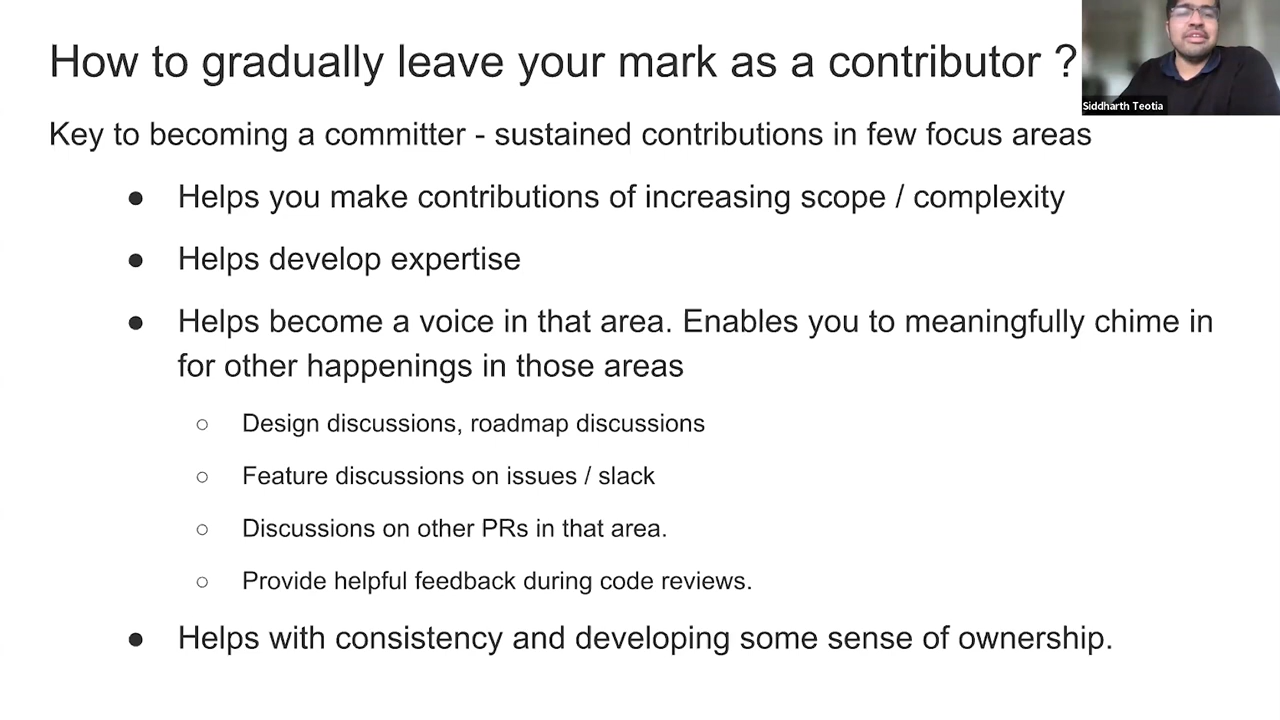 How to gradually leave your mark as a contributor ?
Siddharth Teotia
Key to becoming a committer - sustained contributions in few focus areas
● Helps you make contributions of increasing scope / complexity
● Helps develop expertise
● Helps become a voice in that area. Enables you to meaningfully chime in
for other happenings in those areas
○ Design discussions, roadmap discussions
○ Feature discussions on issues / slack
○ Discussions on other PRs in that area.
○ Provide helpful feedback during code reviews.
● Helps with consistency and developing some sense of ownership.